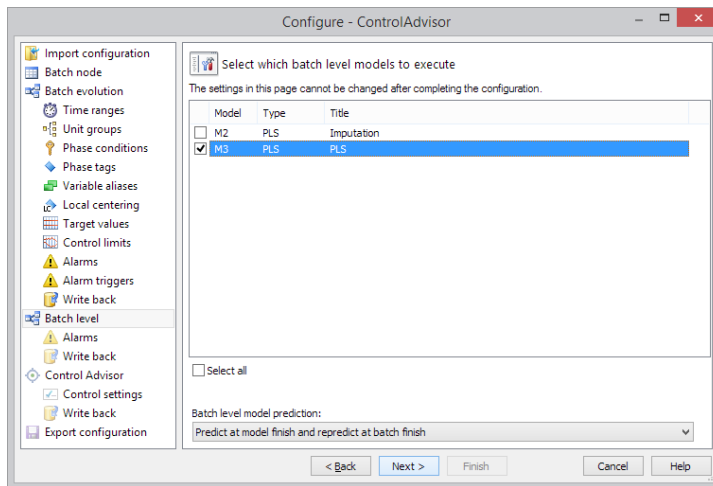 Configure - ControlAdvisor
Import configuration
Batch node
Batch evolution
Time ranges
Unit groups
Phase conditions
Phase tags
Variable aliases
LC Local centering
Target values
Control limits
Alarms
Alarm triggers
Write back
Batch level
Alarms
Write back
Control Advisor
Control settings
Write back
Export configuration
Select which batch level models to execute
The settings in this page cannot be changed after completing the configuration.
Model Type Title
M2 PLS Imputation
M3 PLS PLS
Select all
Batch level model prediction:
Predict at model finish and repredict at batch finish
< Back Next > Finish Cancel Help